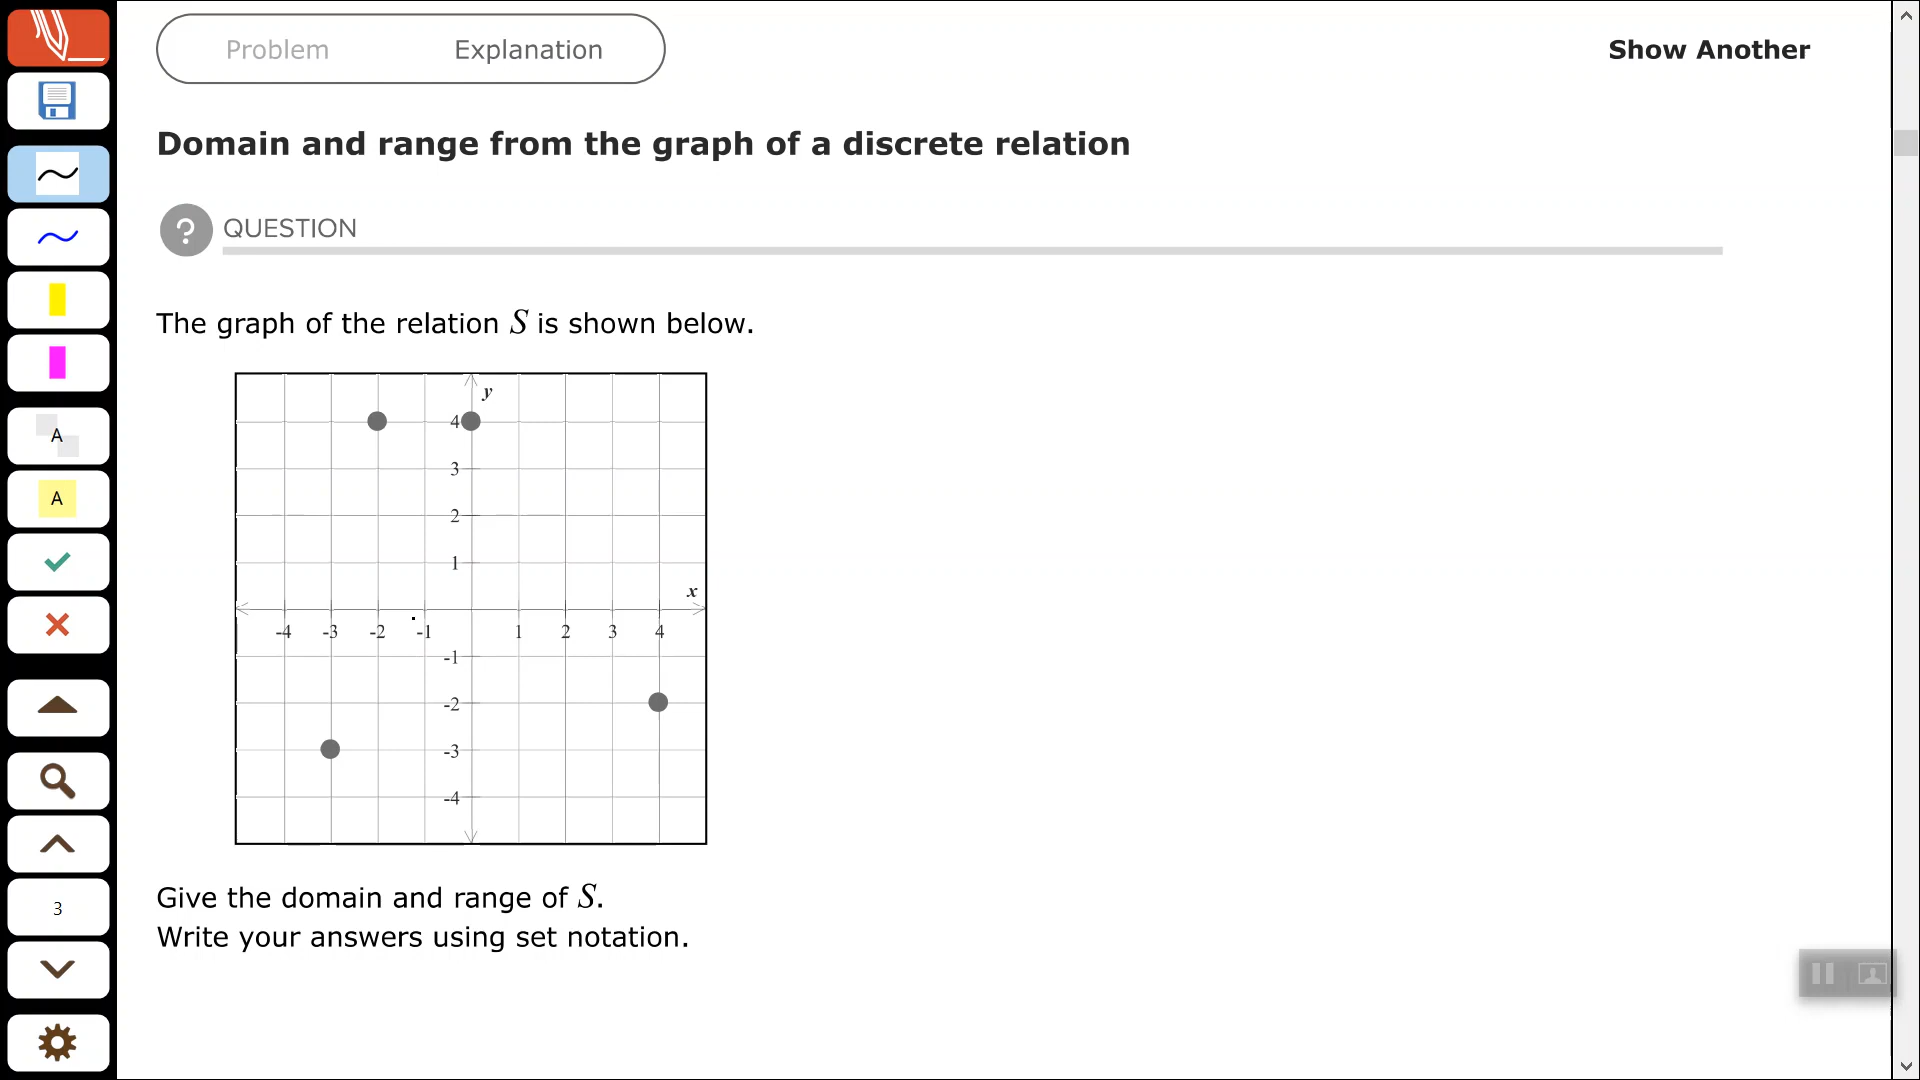 Problem Explanation Show Another
Domain and range from the graph of a discrete relation
? QUESTION
The graph of the relation S is shown below.
y
4
3
2
1
x
-4 -3 -2 -1 1 2 3 4
-1
-2
-3
-4
Give the domain and range of S.
Write your answers using set notation.
A
A
3